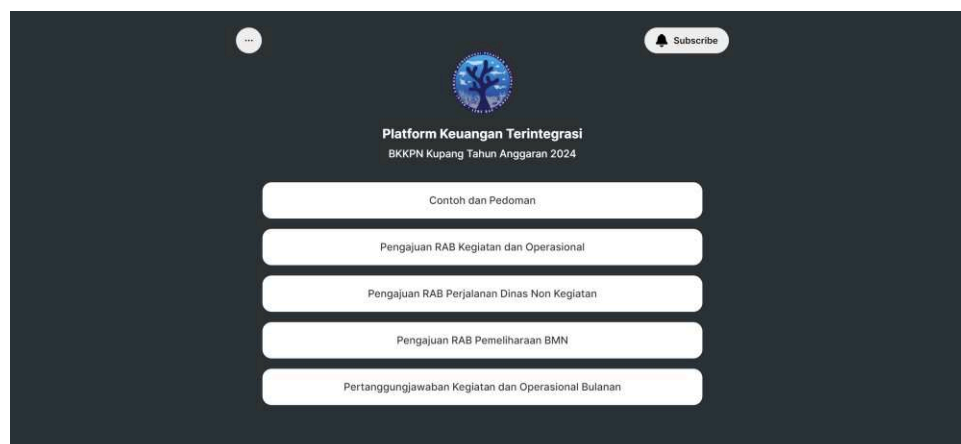 ...
Subscribe
Platform Keuangan Terintegrasi
BKKPN Kupang Tahun Anggaran 2024
Contoh dan Pedoman
Pengajuan RAB Kegiatan dan Operasional
Pengajuan RAB Perjalanan Dinas Non Kegiatan
Pengajuan RAB Pemeliharaan BMN
Pertanggungjawaban Kegiatan dan Operasional Bulanan